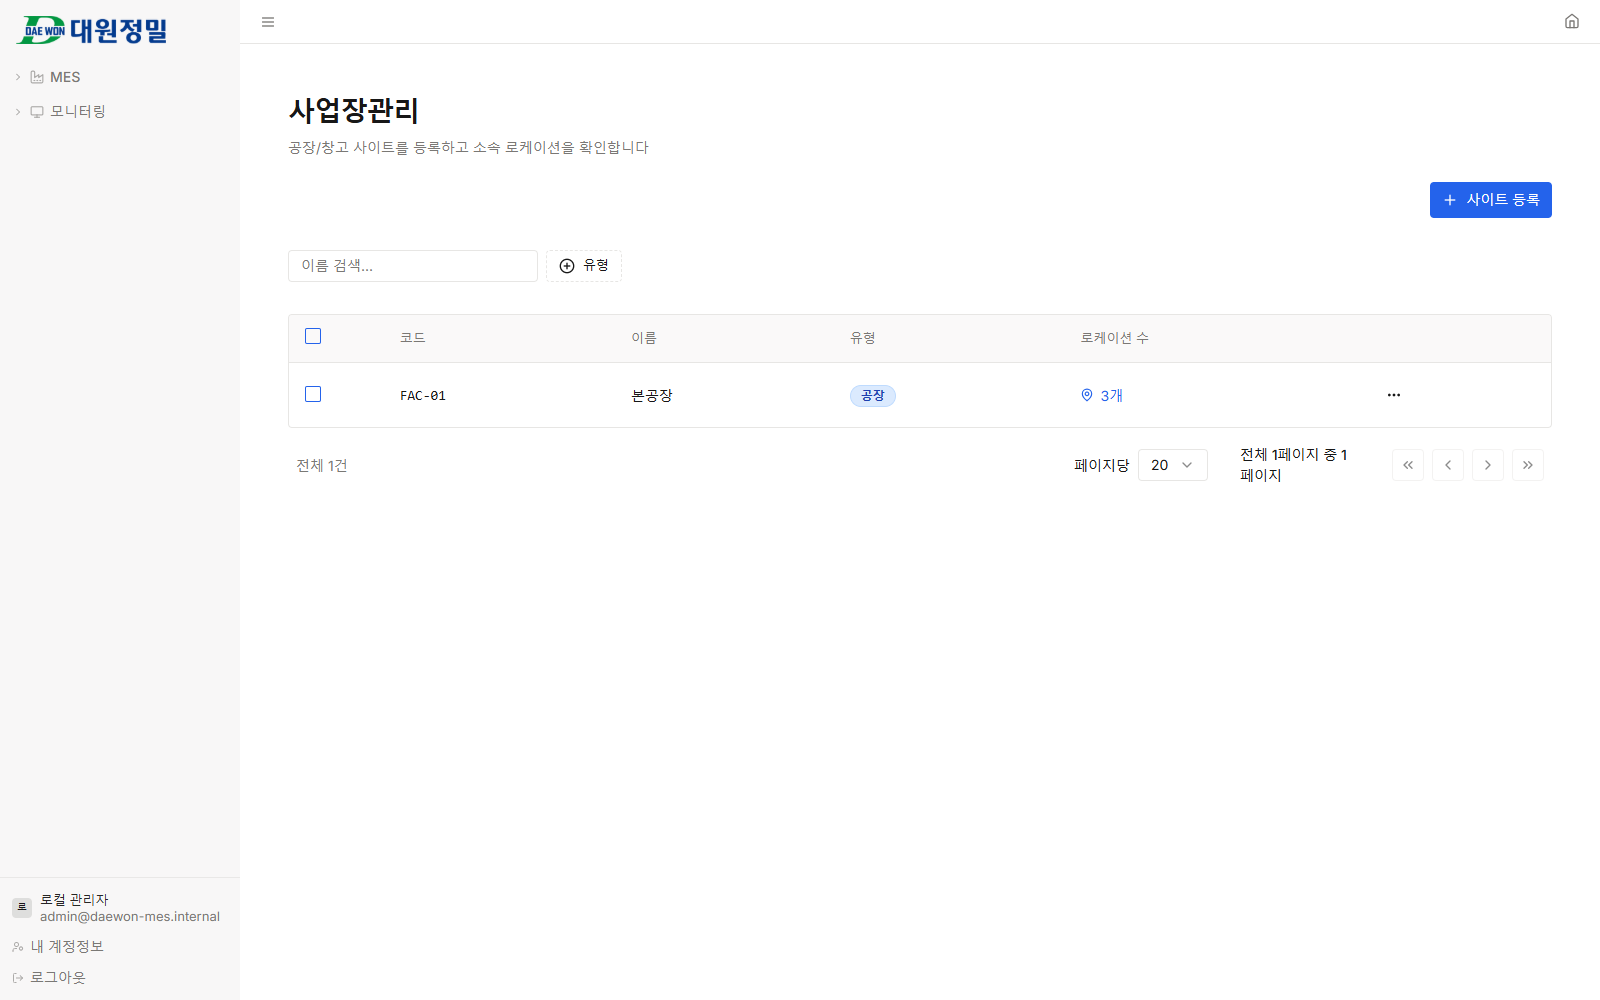 DAE WON 대원정밀
MES
모니터링
사업장관리
공장/창고 사이트를 등록하고 소속 로케이션을 확인합니다
사이트 등록
이름 검색...
유형
코드 이름 유형 로케이션 수
FAC-01 본공장 공장 3개
전체 1건
페이지당 20
전체 1페이지 중 1
페이지
로
로컬 관리자
admin@daewon-mes.internal
내 계정정보
로그아웃